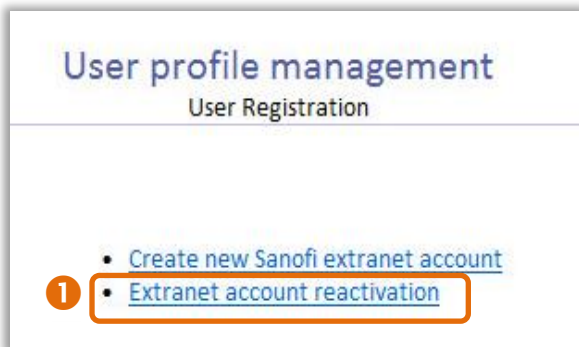 User profile management
User Registration
• Create new Sanofi extranet account
1 • Extranet account reactivation